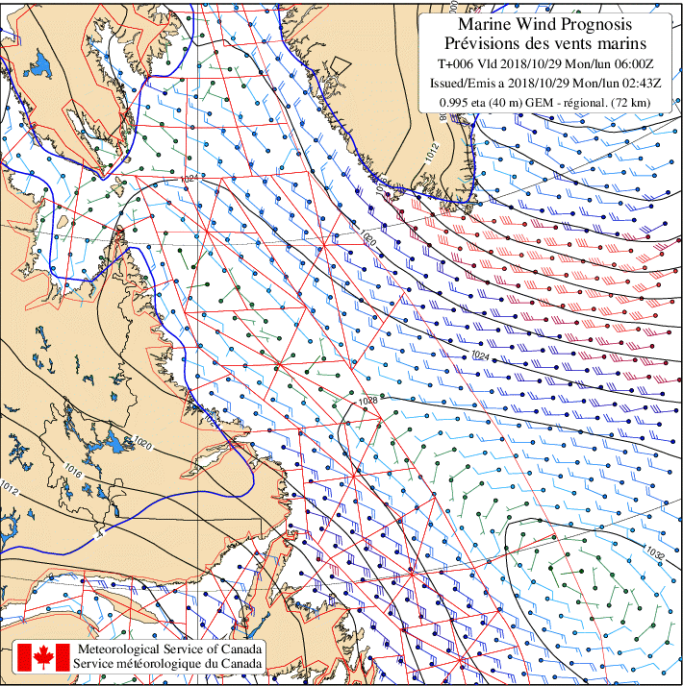 Marine Wind Prognosis
Prévisions des vents marins
T+006 Vld 2018/10/29 Mon/lun 06:00Z
Issued/Emis a 2018/10/29 Mon/lun 02:43Z
0.995 eta (40 m) GEM - régional. (72 km)
1012
1024
1020
1024
1028
1020
1016
1012
1032
Meteorological Service of Canada
Service météorologique du Canada